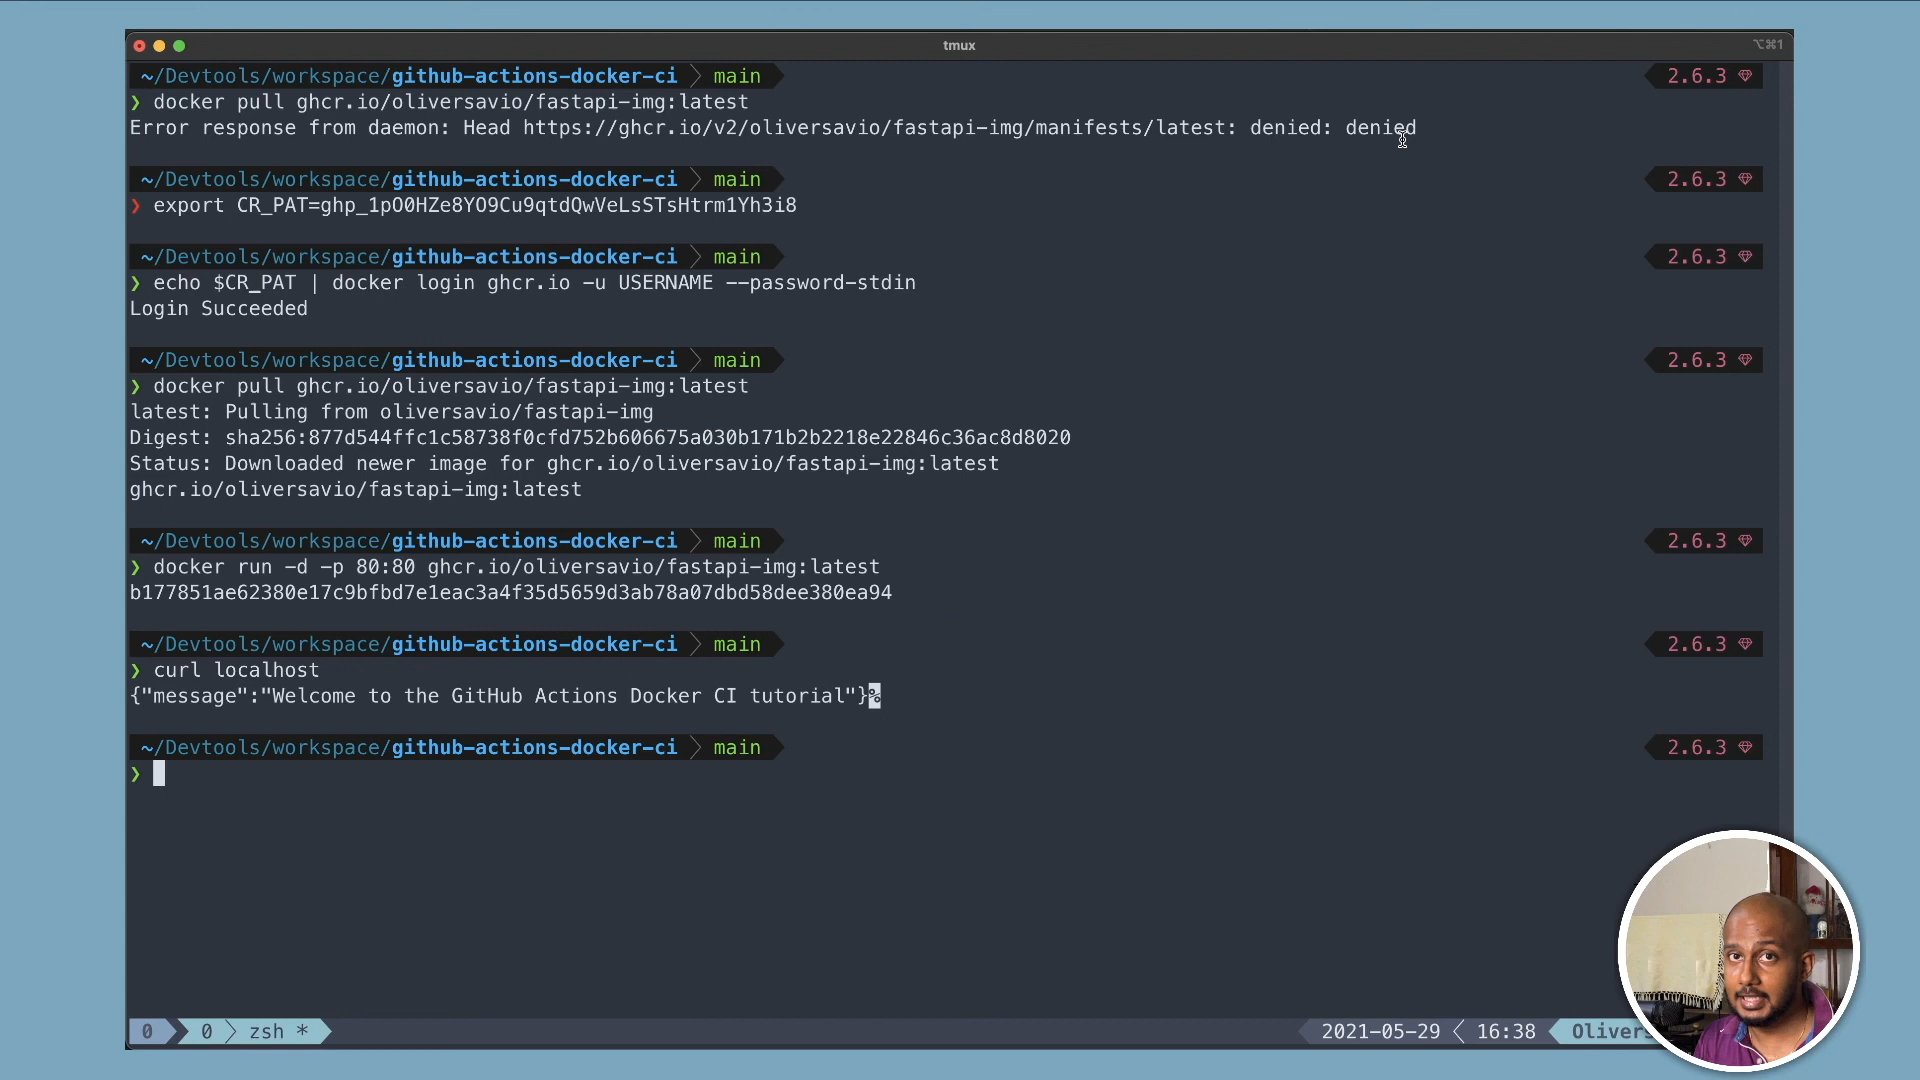 tmux
⌥⌘1
~/Devtools/workspace/github-actions-docker-ci main 2.6.3
❯ docker pull ghcr.io/oliversavio/fastapi-img:latest
Error response from daemon: Head https://ghcr.io/v2/oliversavio/fastapi-img/manifests/latest: denied: denied
~/Devtools/workspace/github-actions-docker-ci main 2.6.3
❯ export CR_PAT=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
~/Devtools/workspace/github-actions-docker-ci main 2.6.3
❯ echo $CR_PAT | docker login ghcr.io -u USERNAME --password-stdin
Login Succeeded
~/Devtools/workspace/github-actions-docker-ci main 2.6.3
❯ docker pull ghcr.io/oliversavio/fastapi-img:latest
latest: Pulling from oliversavio/fastapi-img
Digest: sha256:877d544ffc1c58738f0cfd752b606675a030b171b2b2218e22846c36ac8d8020
Status: Downloaded newer image for ghcr.io/oliversavio/fastapi-img:latest
ghcr.io/oliversavio/fastapi-img:latest
~/Devtools/workspace/github-actions-docker-ci main 2.6.3
❯ docker run -d -p 80:80 ghcr.io/oliversavio/fastapi-img:latest
b177851ae62380e17c9bfbd7e1eac3a4f35d5659d3ab78a07dbd58dee380ea94
~/Devtools/workspace/github-actions-docker-ci main 2.6.3
❯ curl localhost
{"message":"Welcome to the GitHub Actions Docker CI tutorial"}%
~/Devtools/workspace/github-actions-docker-ci main 2.6.3
❯
0 0 zsh * 2021-05-29 16:38